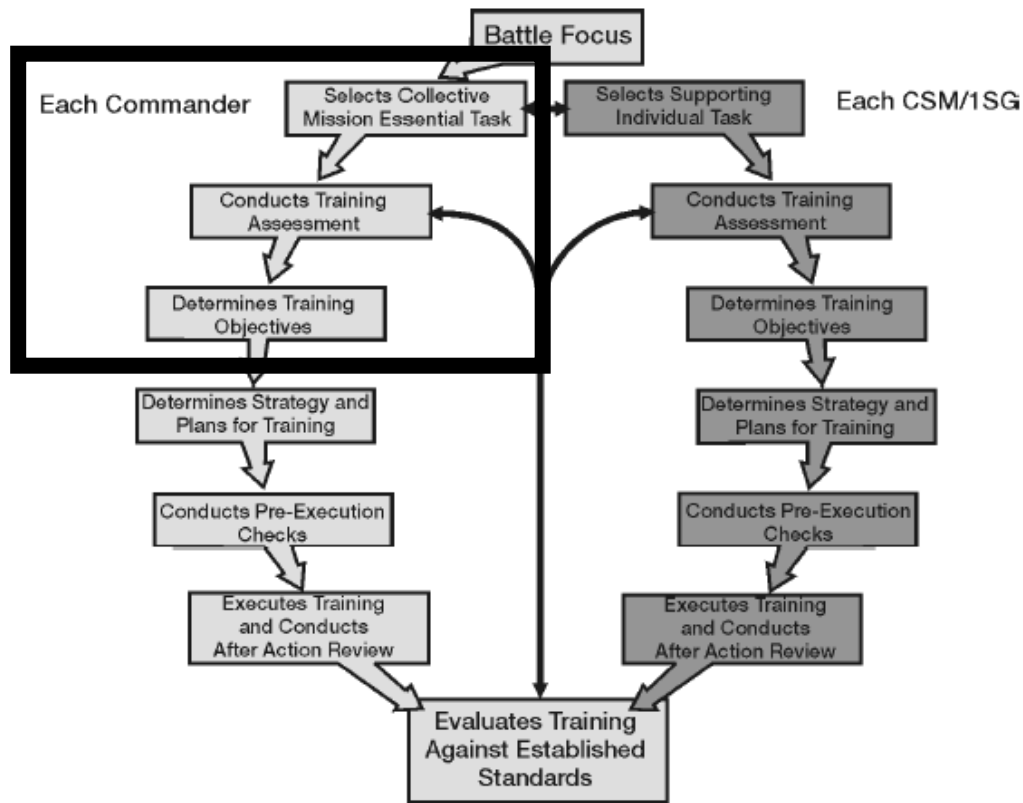 Battle Focus
Each Commander
Selects Collective
Mission Essential Task
Selects Supporting
Individual Task
Each CSM/1SG
Conducts Training
Assessment
Conducts Training
Assessment
Determines Training
Objectives
Determines Training
Objectives
Determines Strategy and
Plans for Training
Determines Strategy and
Plans for Training
Conducts Pre-Execution
Checks
Conducts Pre-Execution
Checks
Executes Training
and Conducts
After Action Review
Executes Training
and Conducts
After Action Review
Evaluates Training
Against Established
Standards